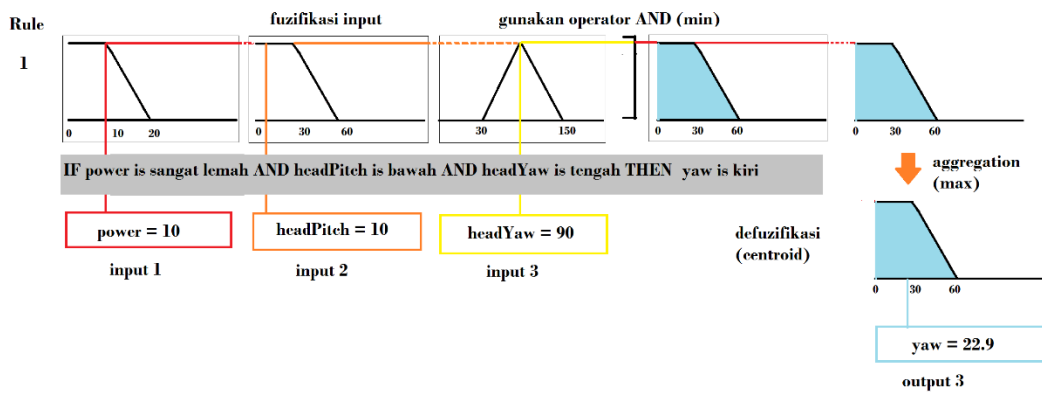 Rule
fuzifikasi input
gunakan operator AND (min)
1
0 10 20
0 30 60
30 150
0 30 60
0 30 60
IF power is sangat lemah AND headPitch is bawah AND headYaw is tengah THEN yaw is kiri
aggregation
(max)
power = 10
headPitch = 10
headYaw = 90
defuzifikasi
(centroid)
input 1
input 2
input 3
0 30 60
yaw = 22.9
output 3